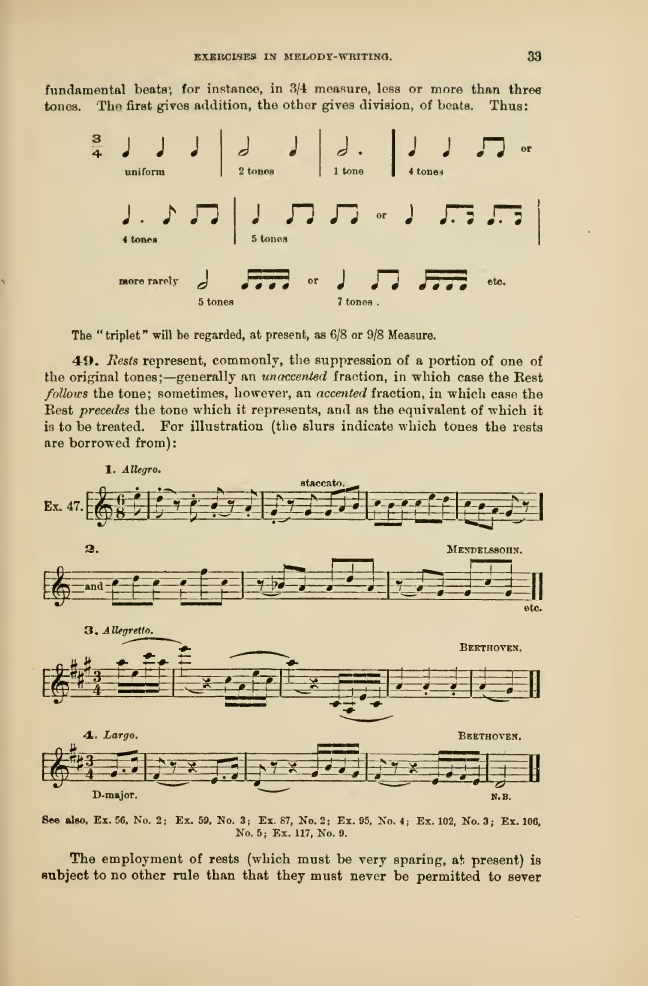 EXERCISES IN MELODY-WRITING. 33
fundamental beats; for instance, in 3/4 measure, less or more than three
tones. The first gives addition, the other gives division, of beats. Thus:
3
4
or
uniform 2 tones 1 tone 4 tones
or
4 tones 5 tones
more rarely or etc.
5 tones 7 tones .
The "triplet" will be regarded, at present, as 6/8 or 9/8 Measure.
49. Rests represent, commonly, the suppression of a portion of one of
the original tones;—generally an unaccented fraction, in which case the Rest
follows the tone; sometimes, however, an accented fraction, in which case the
Rest precedes the tone which it represents, and as the equivalent of which it
is to be treated. For illustration (the slurs indicate which tones the rests
are borrowed from):
1. Allegro.
staccato.
Ex. 47.
6
8
2. MENDELSSOHN.
and
etc.
3. Allegretto.
BEETHOVEN.
3
4
4. Largo. BEETHOVEN.
3
4
D-major. N.B.
See also, Ex. 56, No. 2; Ex. 59, No. 3; Ex. 87, No. 2; Ex. 95, No. 4; Ex. 102, No. 3; Ex. 106,
No. 5; Ex. 117, No. 9.
The employment of rests (which must be very sparing, at present) is
subject to no other rule than that they must never be permitted to sever